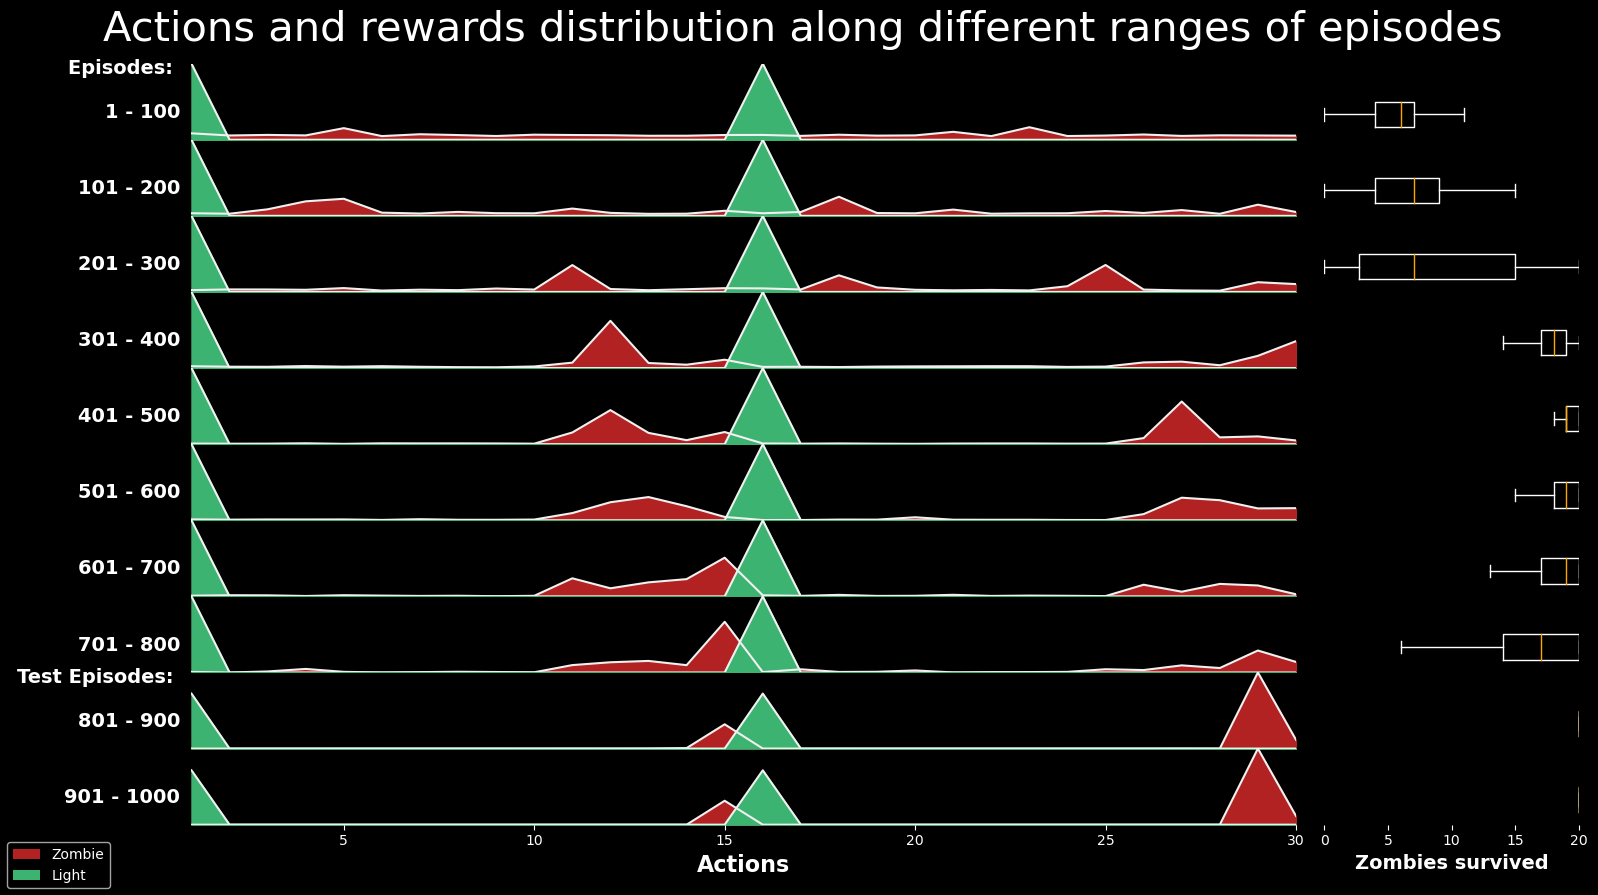 Actions and rewards distribution along different ranges of episodes
Episodes:
1 - 100
101 - 200
201 - 300
301 - 400
401 - 500
501 - 600
601 - 700
701 - 800
Test Episodes:
801 - 900
901 - 1000
5 10 15 20 25 30
0 5 10 15 20
Actions
Zombies survived
Zombie
Light